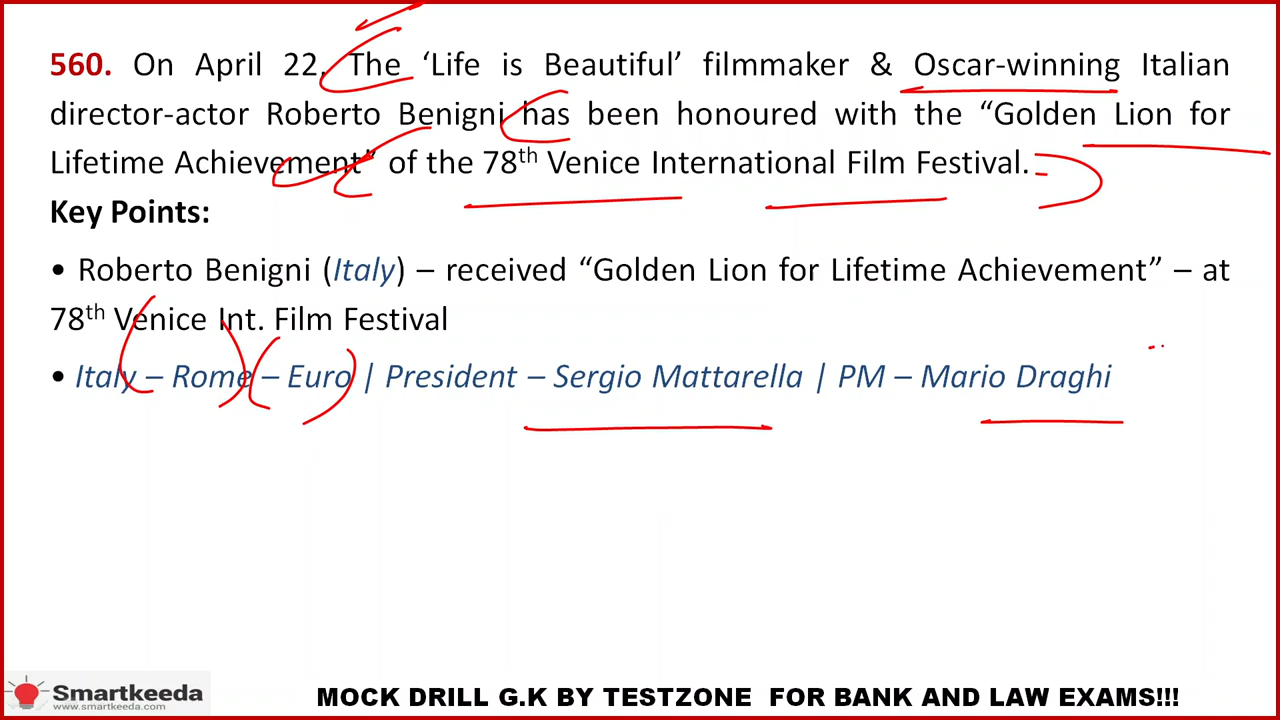 560. On April 22, The ‘Life is Beautiful’ filmmaker & Oscar-winning Italian
director-actor Roberto Benigni has been honoured with the “Golden Lion for
Lifetime Achievement” of the 78th Venice International Film Festival.
Key Points:
• Roberto Benigni (Italy) – received “Golden Lion for Lifetime Achievement” – at
78th Venice Int. Film Festival
• Italy – Rome – Euro | President – Sergio Mattarella | PM – Mario Draghi
Smartkeeda
www.smartkeeda.com
MOCK DRILL G.K BY TESTZONE FOR BANK AND LAW EXAMS!!!